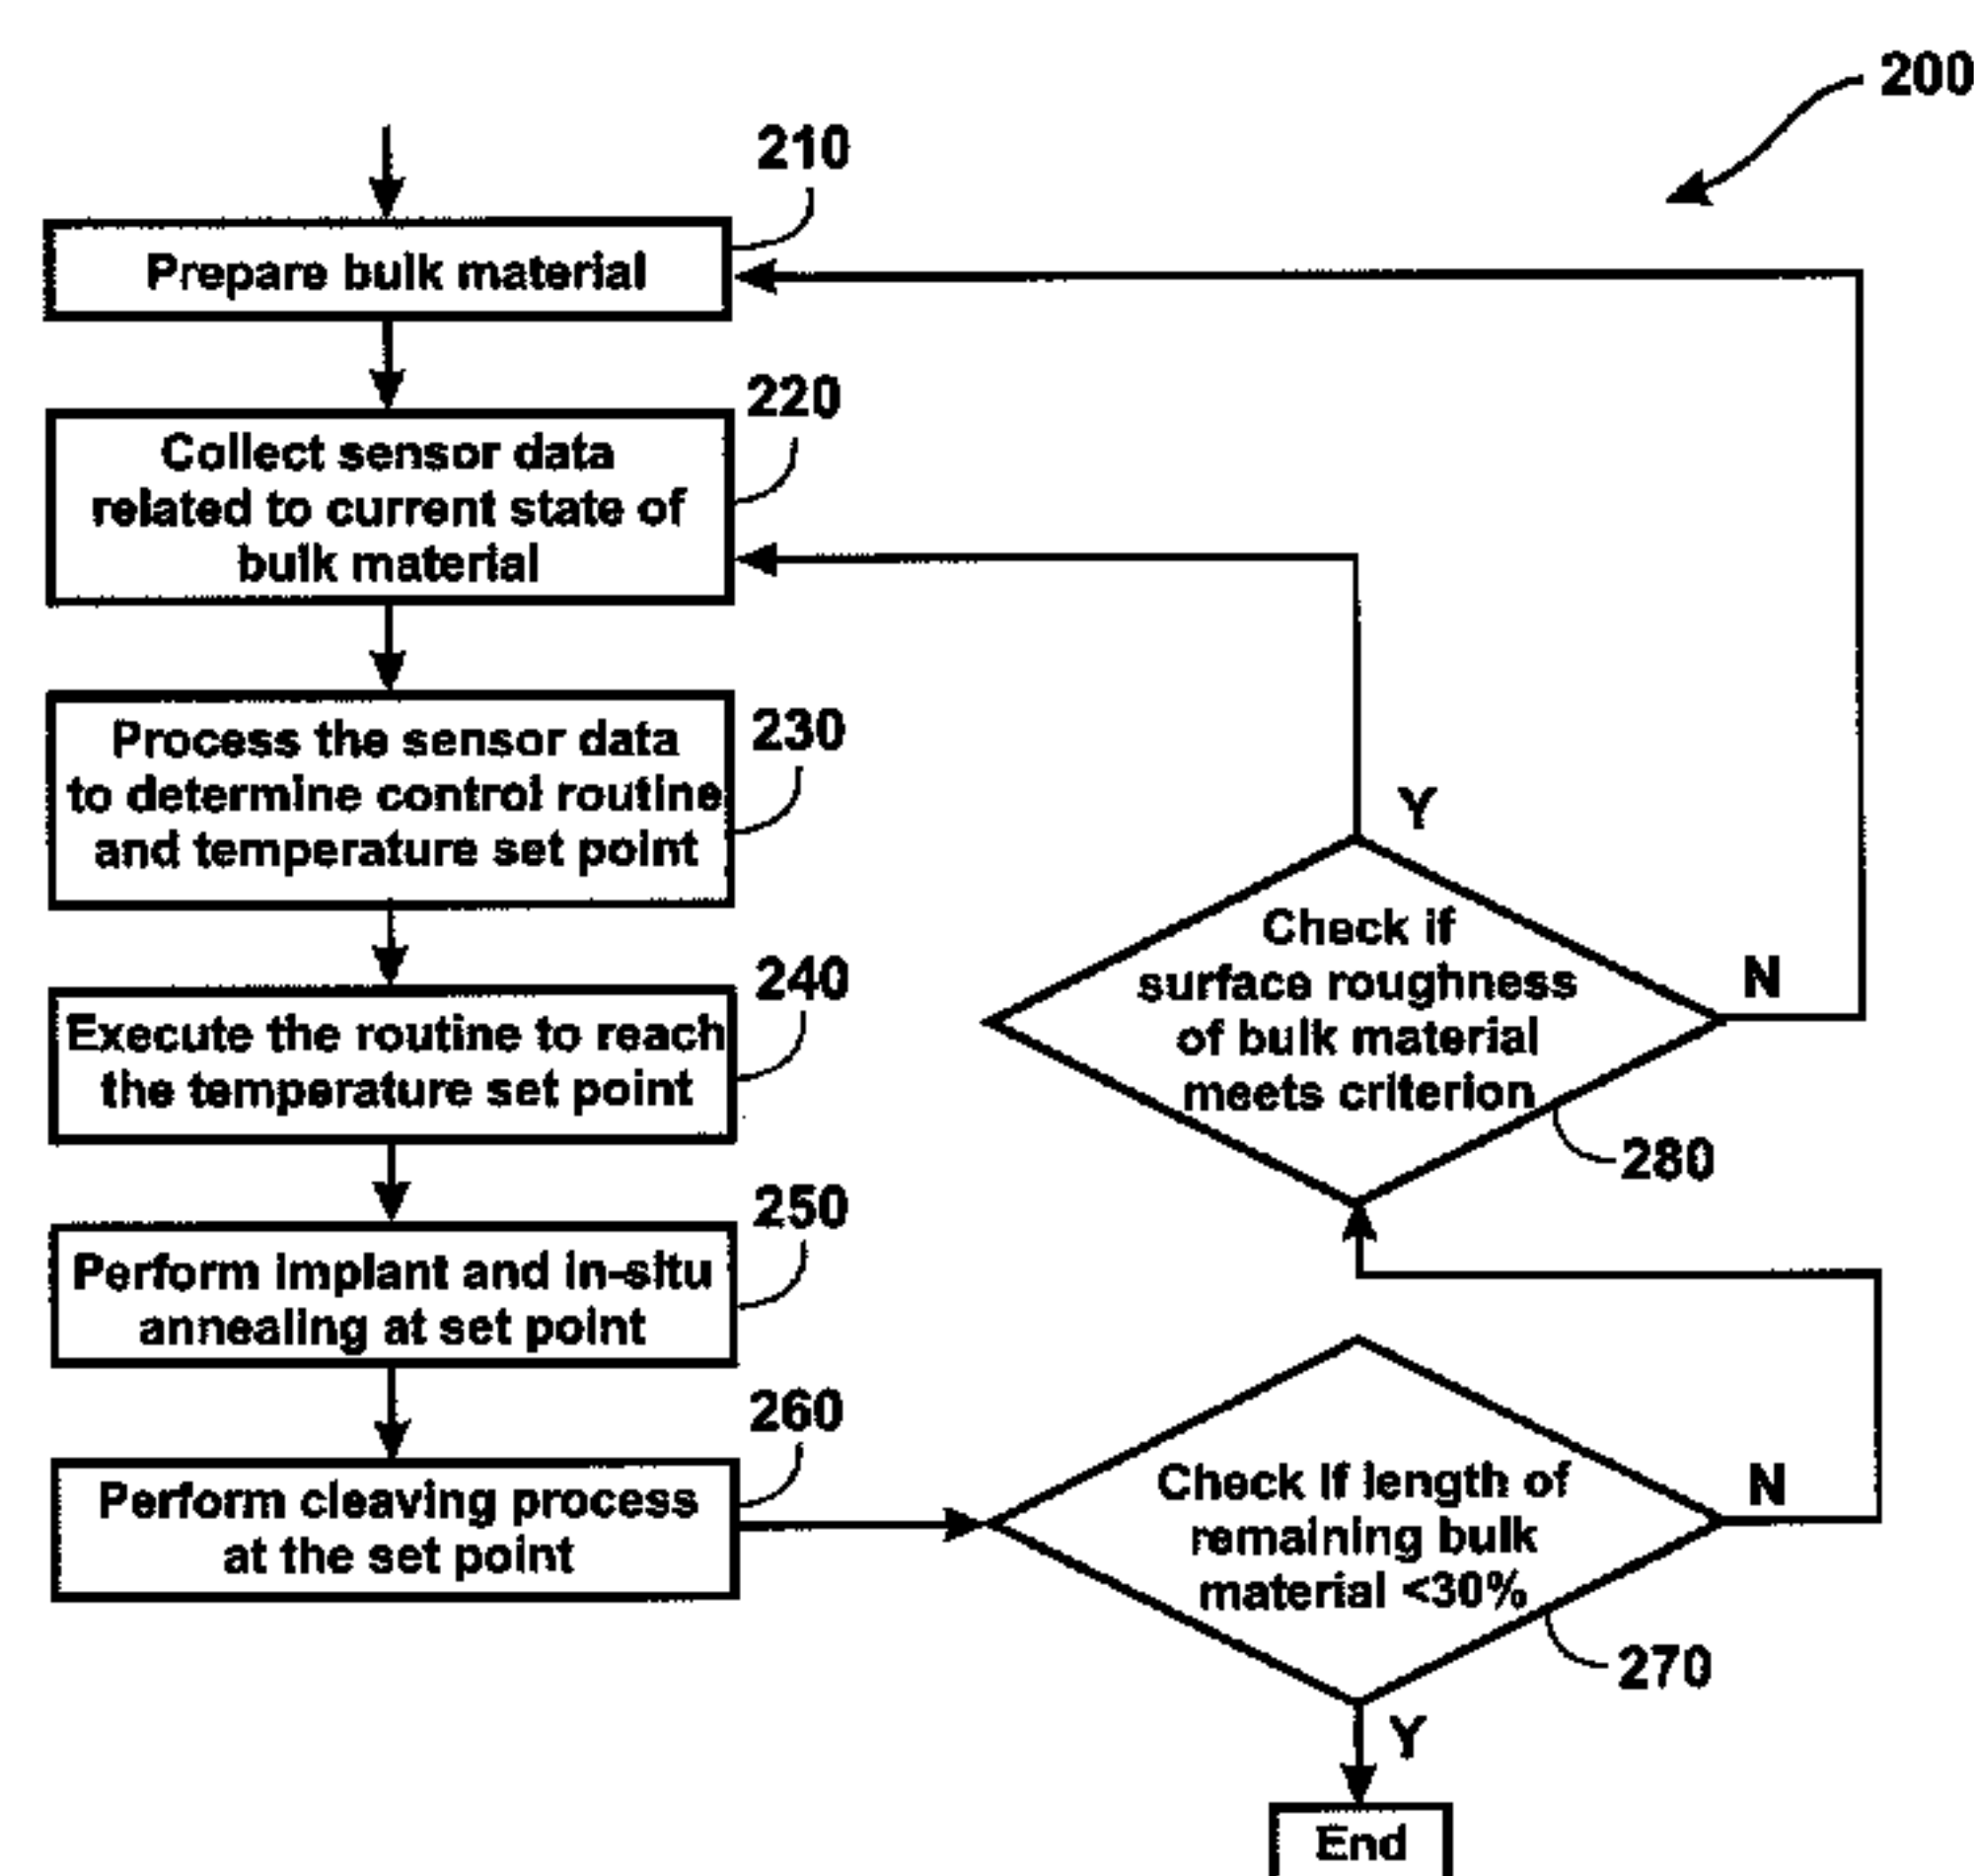 200
210
Prepare bulk material
220
Collect sensor data
related to current state of
bulk material
230
Process the sensor data
to determine control routine
and temperature set point
240
Execute the routine to reach
the temperature set point
250
Perform implant and in-situ
annealing at set point
260
Perform cleaving process
at the set point
Y
Check if
surface roughness
of bulk material
meets criterion
N
280
Check if length of
remaining bulk
material <30%
N
270
Y
End